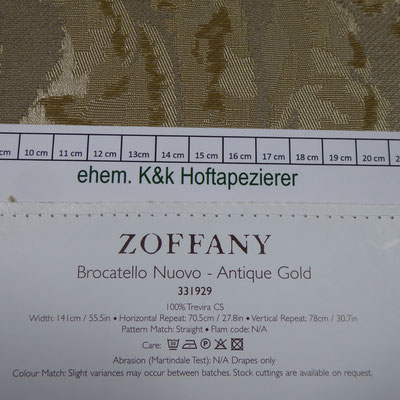 cm 10 cm 11 cm 12 cm 13cm 14 cm 15 cm 16 cm 17 cm 18 cm 19 cm 20 cm 2
ehem. K&k Hoftapezierer
ZOFFANY
Brocatello Nuovo - Antique Gold
331929
100% Trevira CS
Width: 141cm / 55.5in ◆ Horizontal Repeat: 70.5cm / 27.8in ◆ Vertical Repeat: 78cm / 30.7in
Pattern Match: Straight ◆ Flam code: N/A
Care:
Abrasion (Martindale Test): N/A Drapes only
Colour Match: Slight variances may occur between batches. Stock cuttings are available on request.